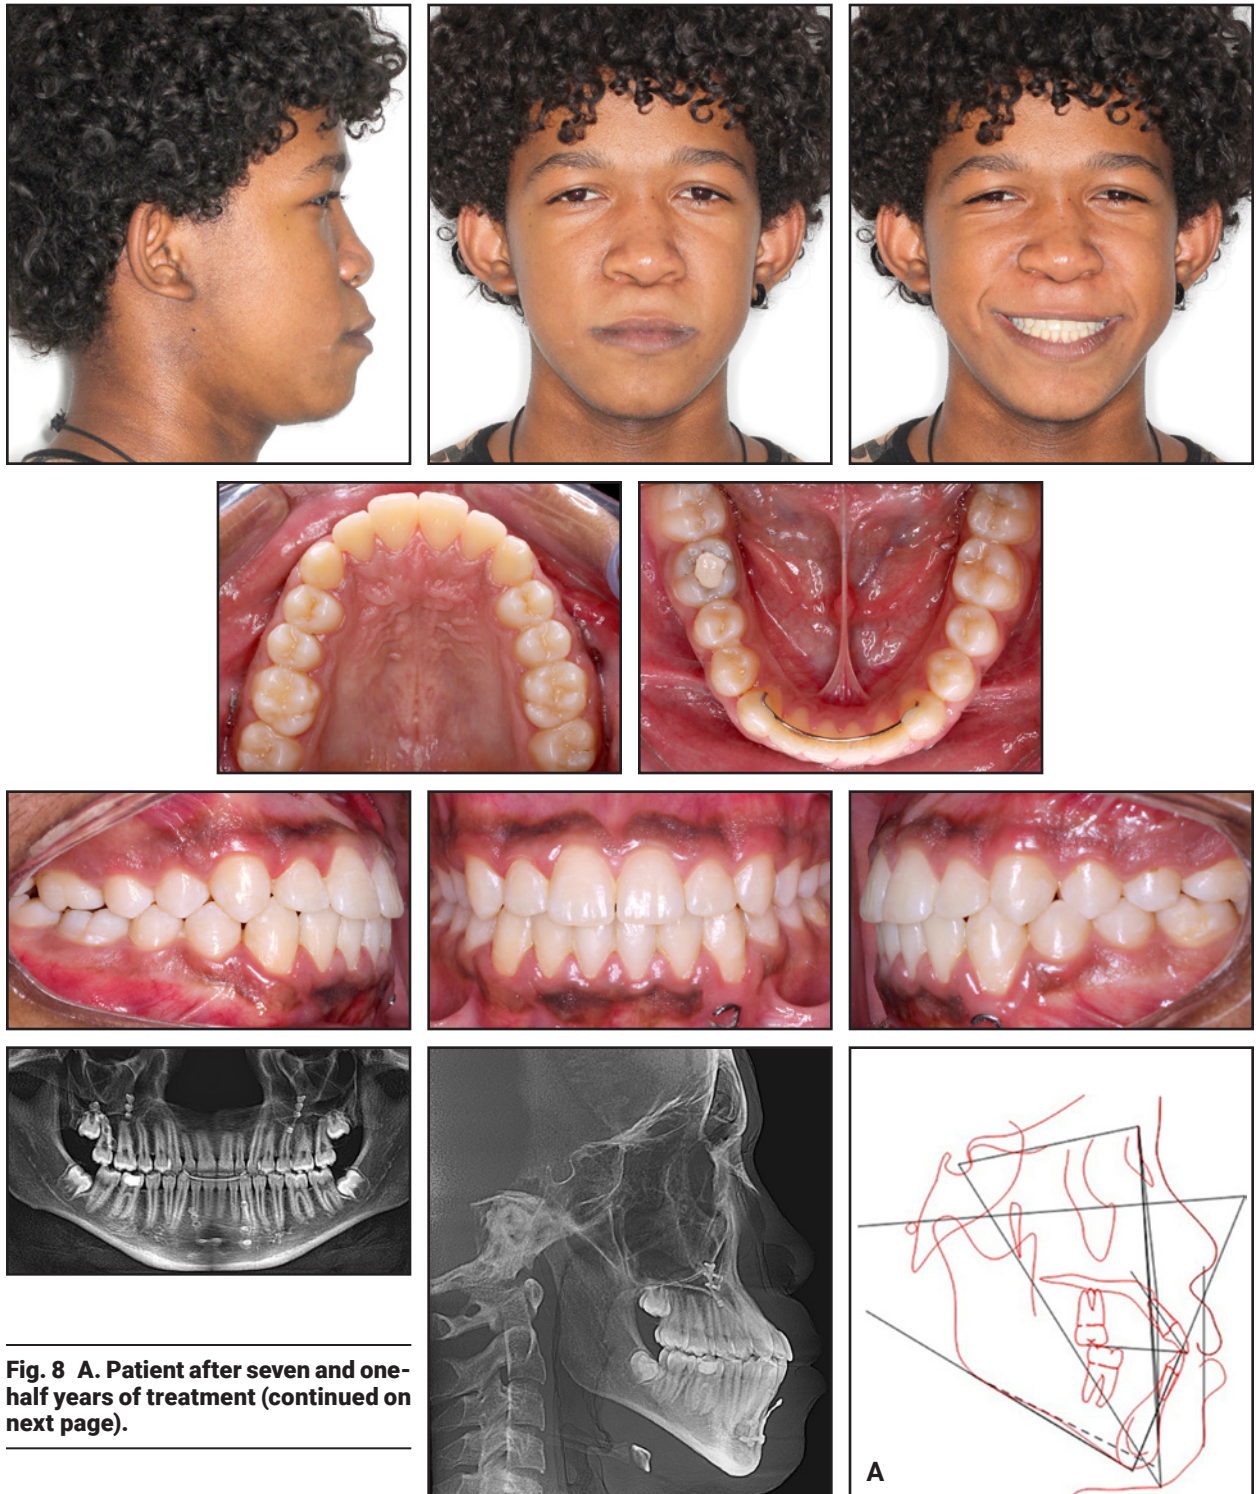 Fig. 8 A. Patient after seven and one-
half years of treatment (continued on
next page).
A